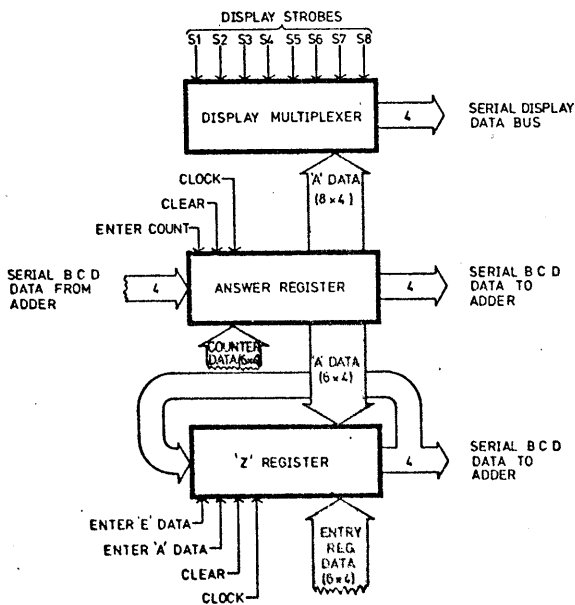 DISPLAY STROBES
S1 S2 S3 S4 S5 S6 S7 S8
DISPLAY MULTIPLEXER
4
SERIAL DISPLAY
DATA BUS
'A' DATA
(8×4)
CLOCK
CLEAR
ENTER COUNT
SERIAL B C D
DATA FROM
ADDER
4
ANSWER REGISTER
4
SERIAL B C D
DATA TO
ADDER
COUNTER
DATA(6×4)
'A' DATA
(6×4)
'Z' REGISTER
4
SERIAL B C D
DATA TO
ADDER
ENTER 'E' DATA
ENTER 'A' DATA
CLEAR
CLOCK
ENTRY
REG
DATA
(6×4)